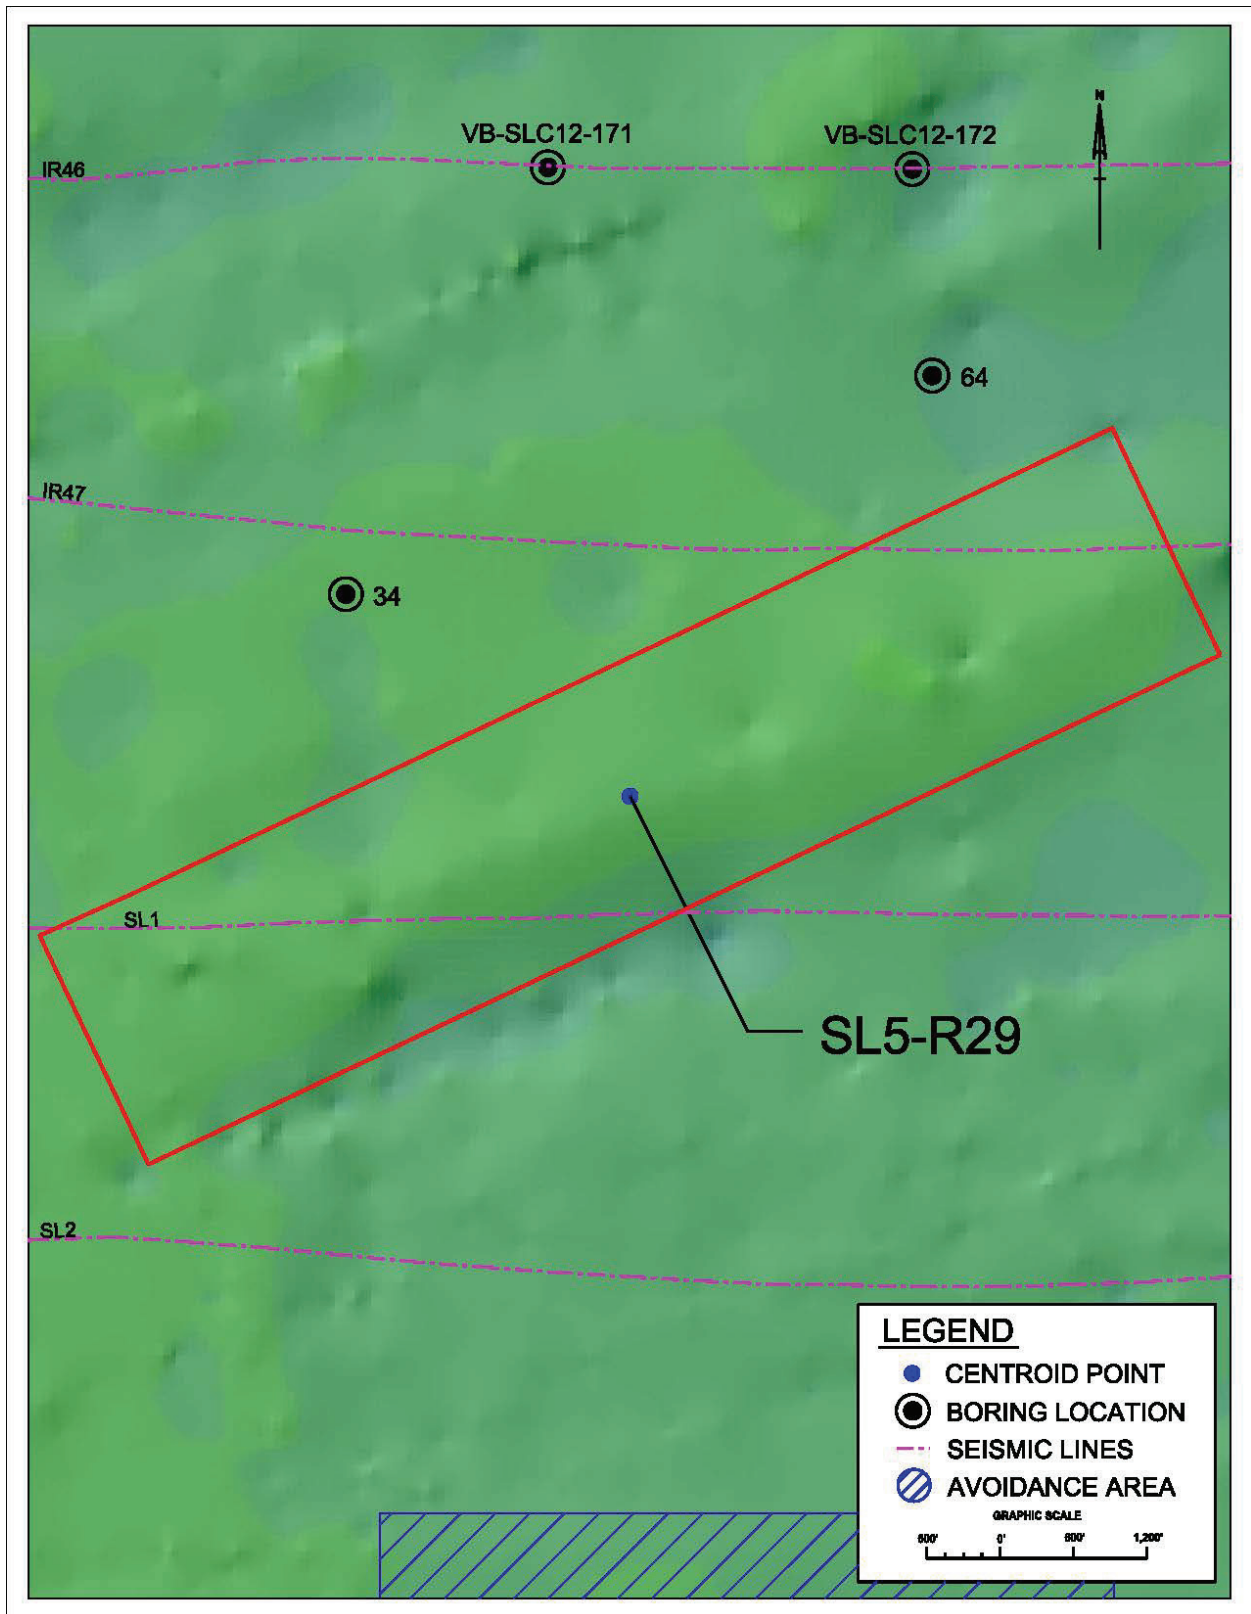 N
VB-SLC12-171
VB-SLC12-172
IR46
64
IR47
34
SL1
SL5-R29
SL2
LEGEND
CENTROID POINT
BORING LOCATION
SEISMIC LINES
AVOIDANCE AREA
GRAPHIC SCALE
600' 0' 600' 1,200'